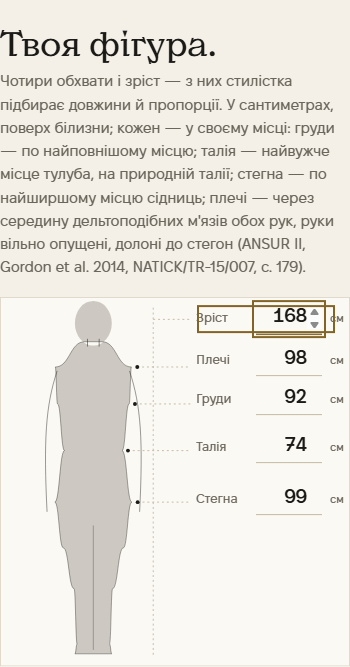 Твоя фігура.
Чотири обхвати і зріст — з них стилістка
підбирає довжини й пропорції. У сантиметрах,
поверх білизни; кожен — у своєму місці: груди
— по найповнішому місцю; талія — найвужче
місце тулуба, на природній талії; стегна — по
найширшому місцю сідниць; плечі — через
середину дельтоподібних м'язів обох рук, руки
вільно опущені, долоні до стегон (ANSUR II,
Gordon et al. 2014, NATICK/TR-15/007, с. 179).
Зріст 168 см
Плечі 98 см
Груди 92 см
Талія 74 см
Стегна 99 см